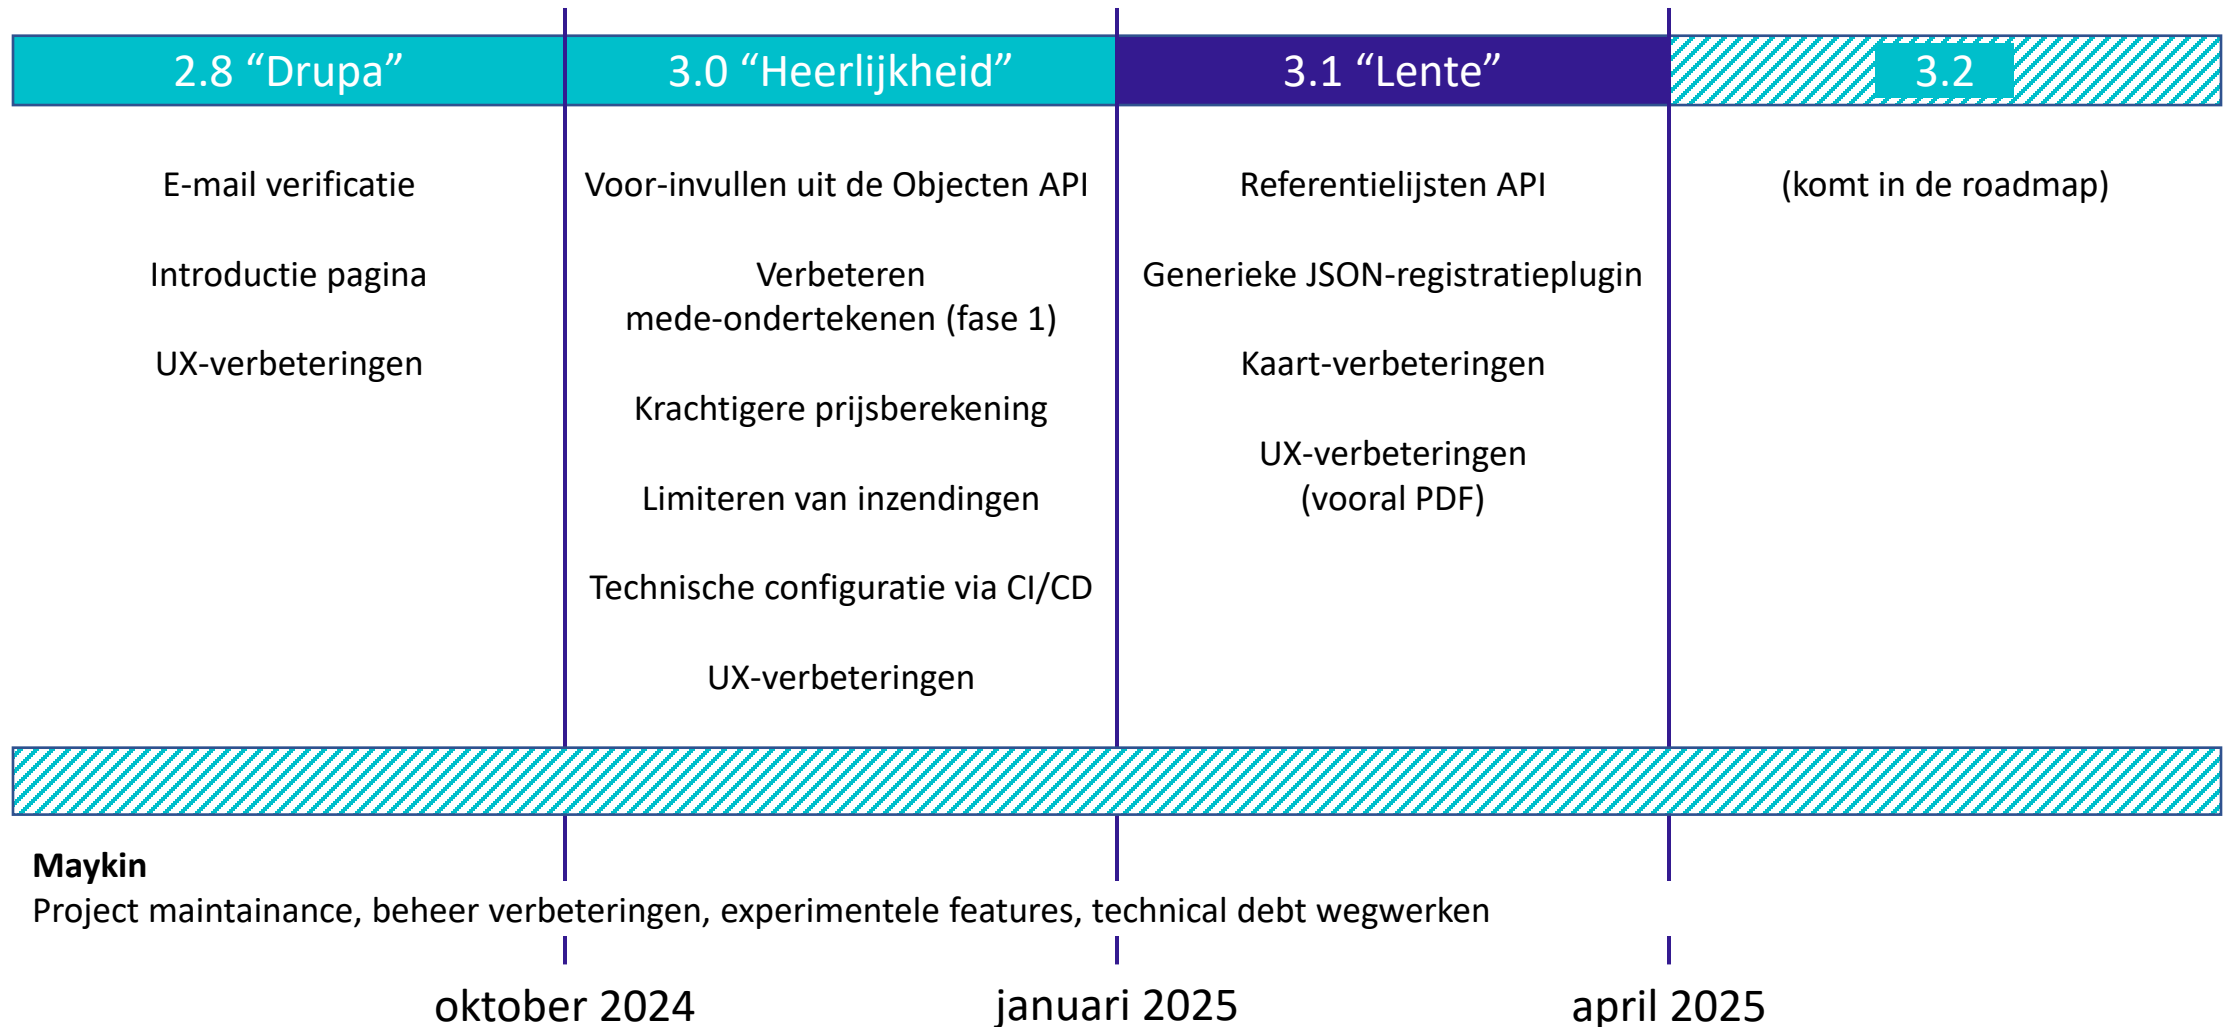 2.8 “Drupa”
3.0 “Heerlijkheid”
3.1 “Lente”
3.2
E-mail verificatie
Introductie pagina
UX-verbeteringen
Voor-invullen uit de Objecten API
Verbeteren
mede-ondertekenen (fase 1)
Krachtigere prijsberekening
Limiteren van inzendingen
Technische configuratie via CI/CD
UX-verbeteringen
Referentielijsten API
Generieke JSON-registratieplugin
Kaart-verbeteringen
UX-verbeteringen
(vooral PDF)
(komt in de roadmap)
Maykin
Project maintainance, beheer verbeteringen, experimentele features, technical debt wegwerken
oktober 2024
januari 2025
april 2025